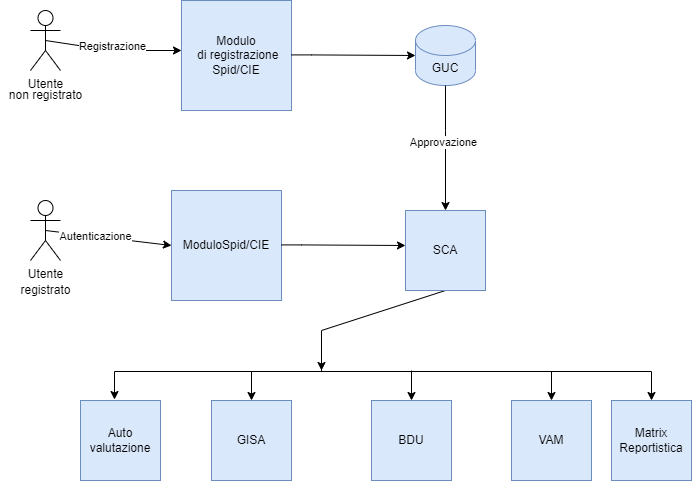 Registrazione
Utente
non registrato
Modulo
di registrazione
Spid/CIE
GUC
Approvazione
Autenticazione
Utente
registrato
ModuloSpid/CIE
SCA
Auto
valutazione
GISA
BDU
VAM
Matrix
Reportistica